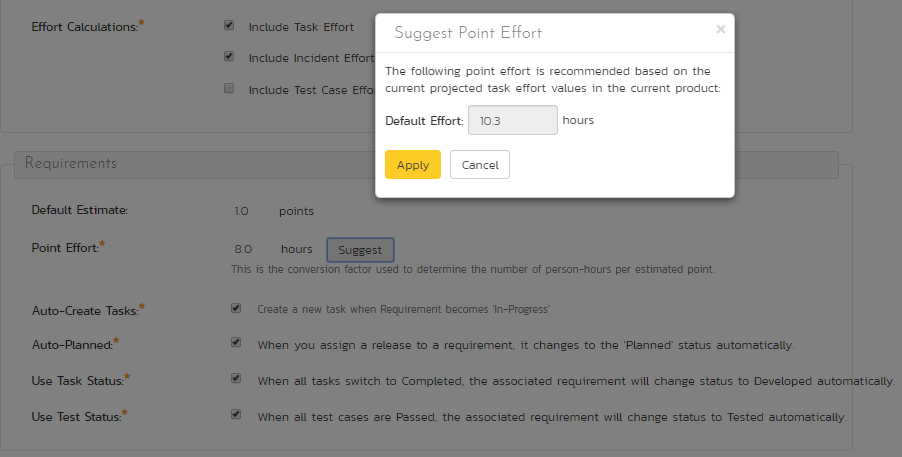 Effort Calculations:*
Include Task Effort
Include Incident Effort
Include Test Case Effo
Suggest Point Effort ×
The following point effort is recommended based on the
current projected task effort values in the current product:
Default Effort: 10.3 hours
Apply Cancel
Requirements
Default Estimate: 1.0 points
Point Effort:* 8.0 hours Suggest
This is the conversion factor used to determine the number of person-hours per estimated point.
Auto-Create Tasks:* Create a new task when Requirement becomes 'In-Progress'
Auto-Planned:* When you assign a release to a requirement, it changes to the 'Planned' status automatically.
Use Task Status:* When all tasks switch to Completed, the associated requirement will change status to Developed automatically.
Use Test Status:* When all test cases are Passed, the associated requirement will change status to Tested automatically.